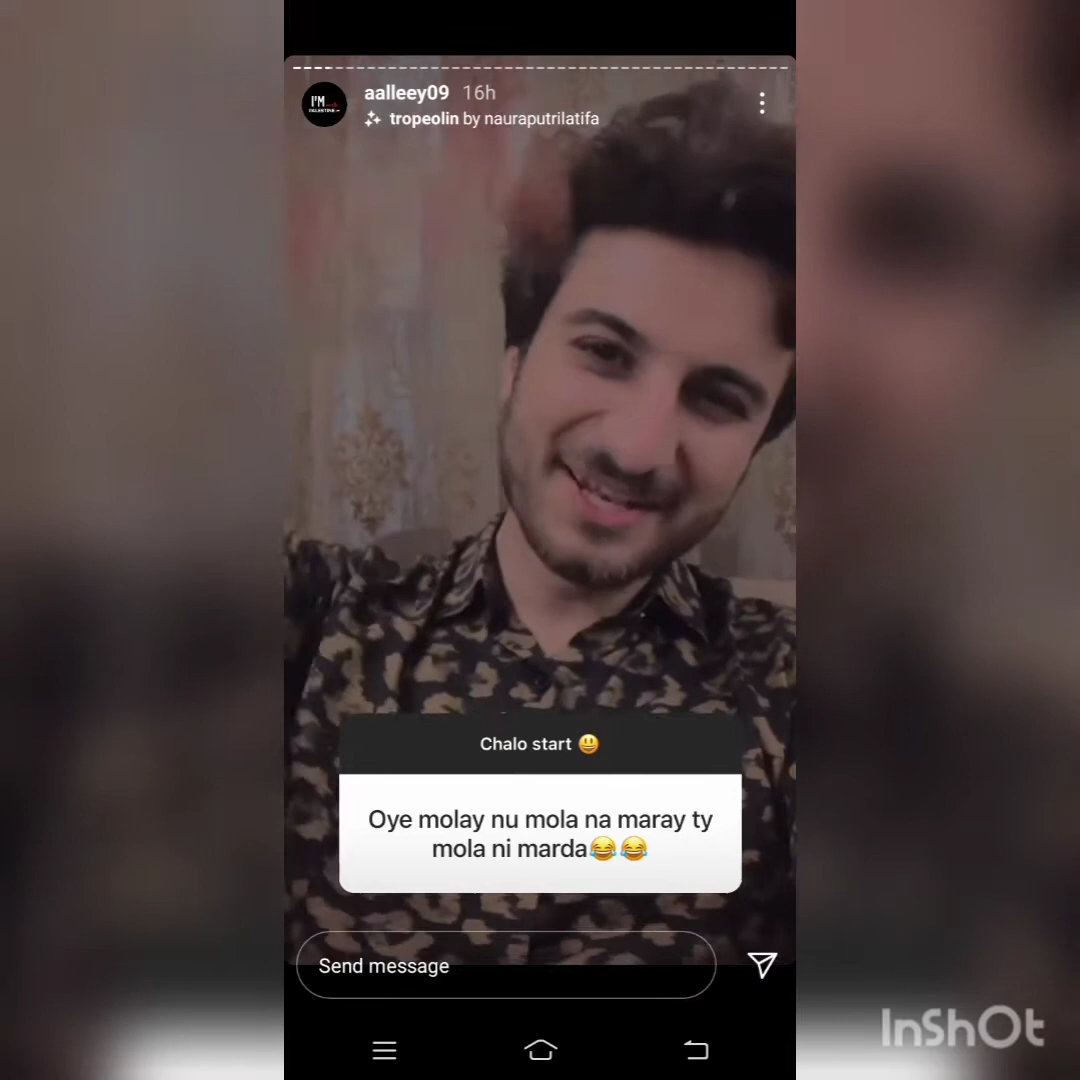 I'M
PALESTINE
aalleey09 16h
tropeolin by nauraputrilatifa
Chalo start 😃
Oye molay nu mola na maray ty
mola ni marda😂😂
Send message
InShOt